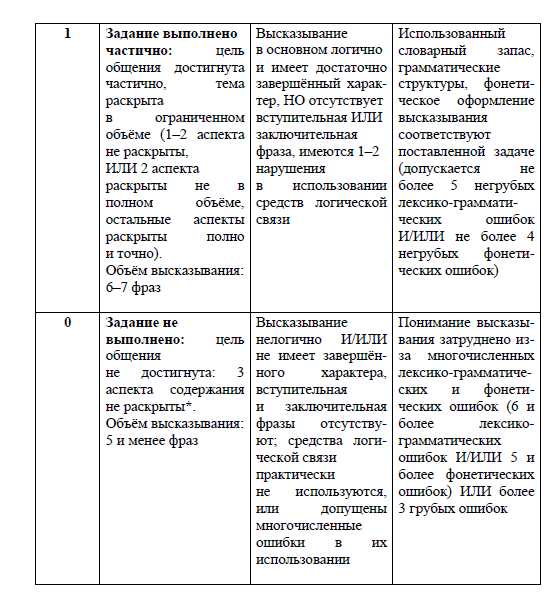 1
Задание выполнено
частично: цель
общения достигнута
частично, тема
раскрыта
в ограниченном
объёме (1–2 аспекта
не раскрыты,
ИЛИ 2 аспекта
раскрыты не в
полном объёме,
остальные аспекты
раскрыты полно
и точно).
Объём высказывания:
6–7 фраз
Высказывание
в основном логично
и имеет достаточно
завершённый харак-
тер, НО отсутствует
вступительная ИЛИ
заключительная
фраза, имеются 1–2
нарушения
в использовании
средств логической
связи
Использованный
словарный запас,
грамматические
структуры, фонети-
ческое оформление
высказывания
соответствуют
поставленной задаче
(допускается не
более 5 негрубых
лексико-граммати-
ческих ошибок
И/ИЛИ не более 4
негрубых фонети-
ческих ошибок)
0
Задание не
выполнено: цель
общения
не достигнута: 3
аспекта содержания
не раскрыты*.
Объём высказывания:
5 и менее фраз
Высказывание
нелогично И/ИЛИ
не имеет завершён-
ного характера,
вступительная
и заключительная
фразы отсутству-
ют; средства логи-
ческой связи
практически
не используются,
или допущены
многочисленные
ошибки в их
использовании
Понимание высказы-
вания затруднено из-
за многочисленных
лексико-грамматиче-
ских и фонети-
ческих ошибок (6 и
более лексико-
грамматических
ошибок И/ИЛИ 5 и
более фонетических
ошибок) ИЛИ более
3 грубых ошибок